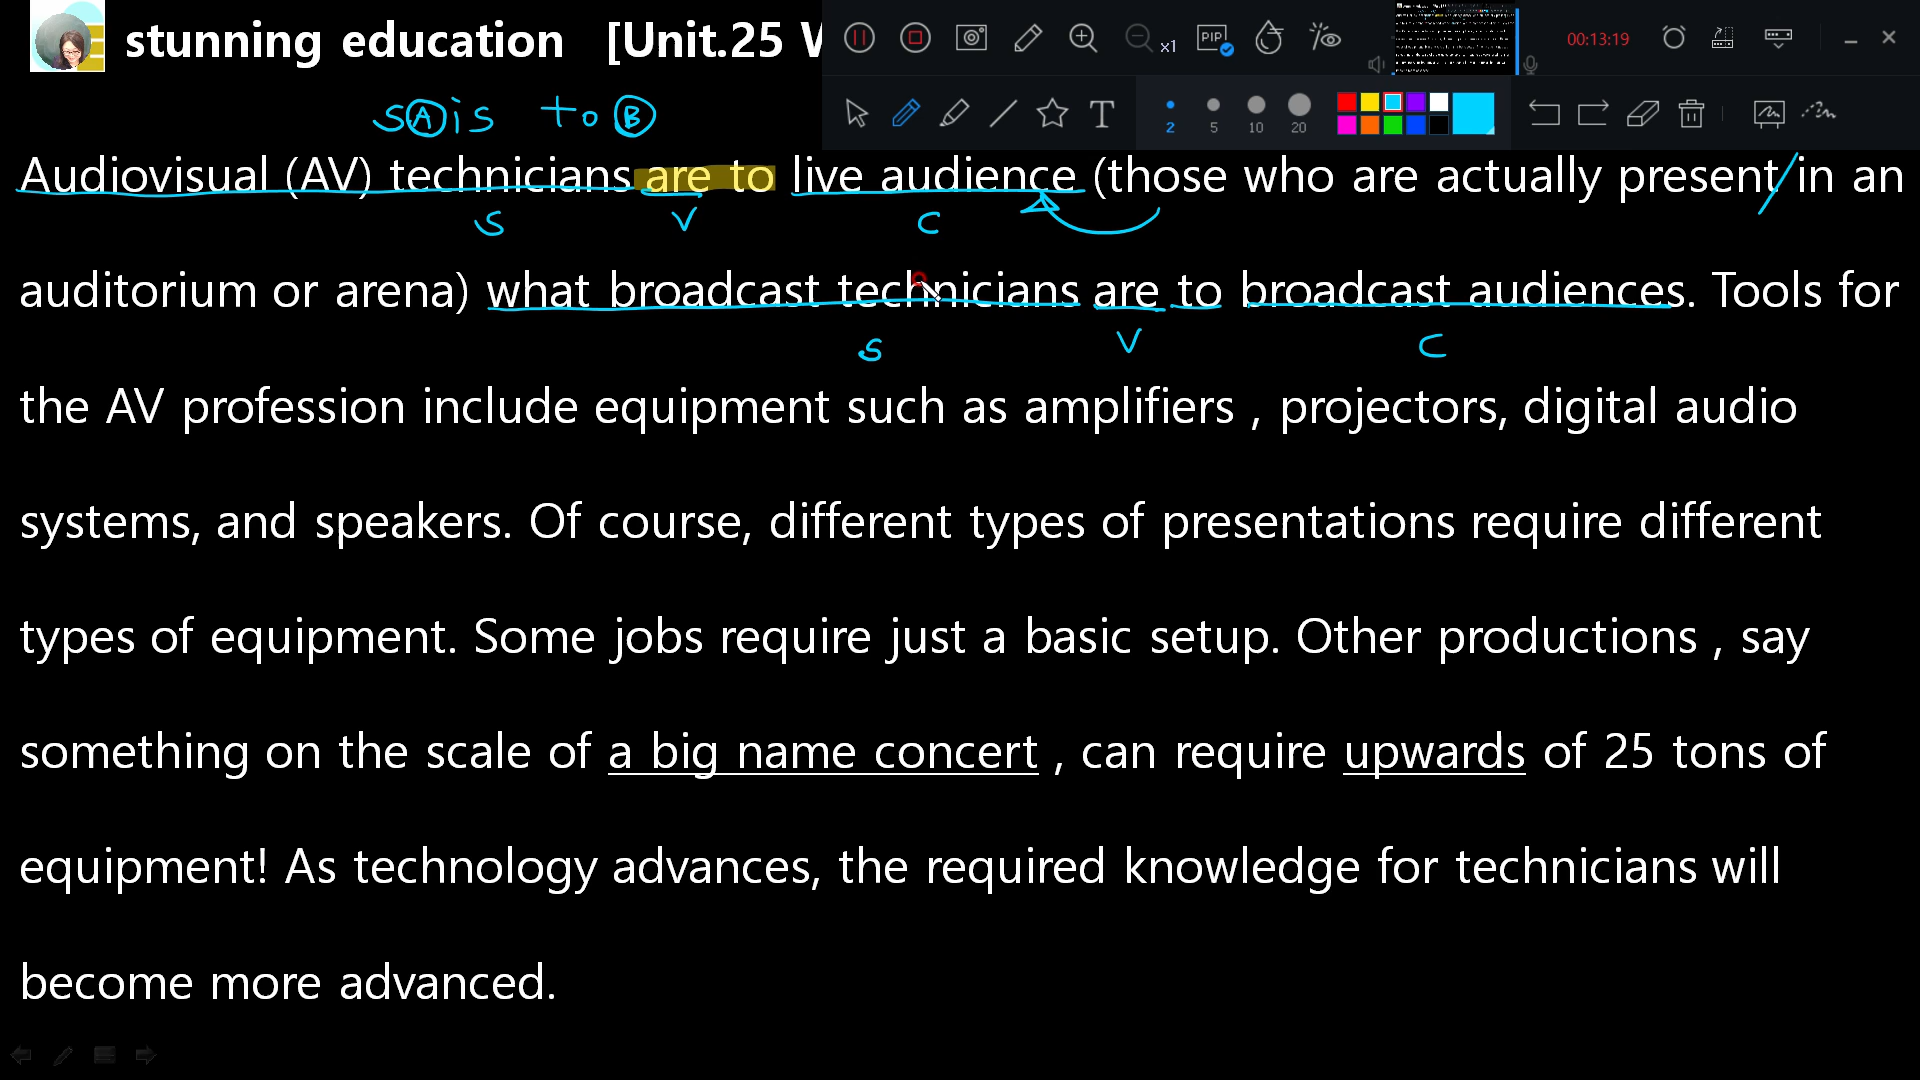 stunning education [Unit.25
PIP
x1
00:13:19
SⒶis to Ⓑ
T
2 5 10 20
Audiovisual (AV) technicians are to live audience (those who are actually present/in an
S V C
auditorium or arena) what broadcast technicians are to broadcast audiences. Tools for
S V C
the AV profession include equipment such as amplifiers , projectors, digital audio
systems, and speakers. Of course, different types of presentations require different
types of equipment. Some jobs require just a basic setup. Other productions , say
something on the scale of a big name concert , can require upwards of 25 tons of
equipment! As technology advances, the required knowledge for technicians will
become more advanced.